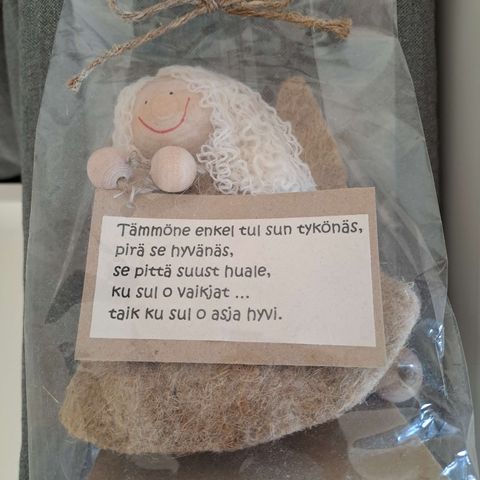 Tämmöne enkel tul sun tykönäs,
pirä se hyvänäs,
se pittä suust huale,
ku sul o vaikjat ...
taik ku sul o asja hyvi.